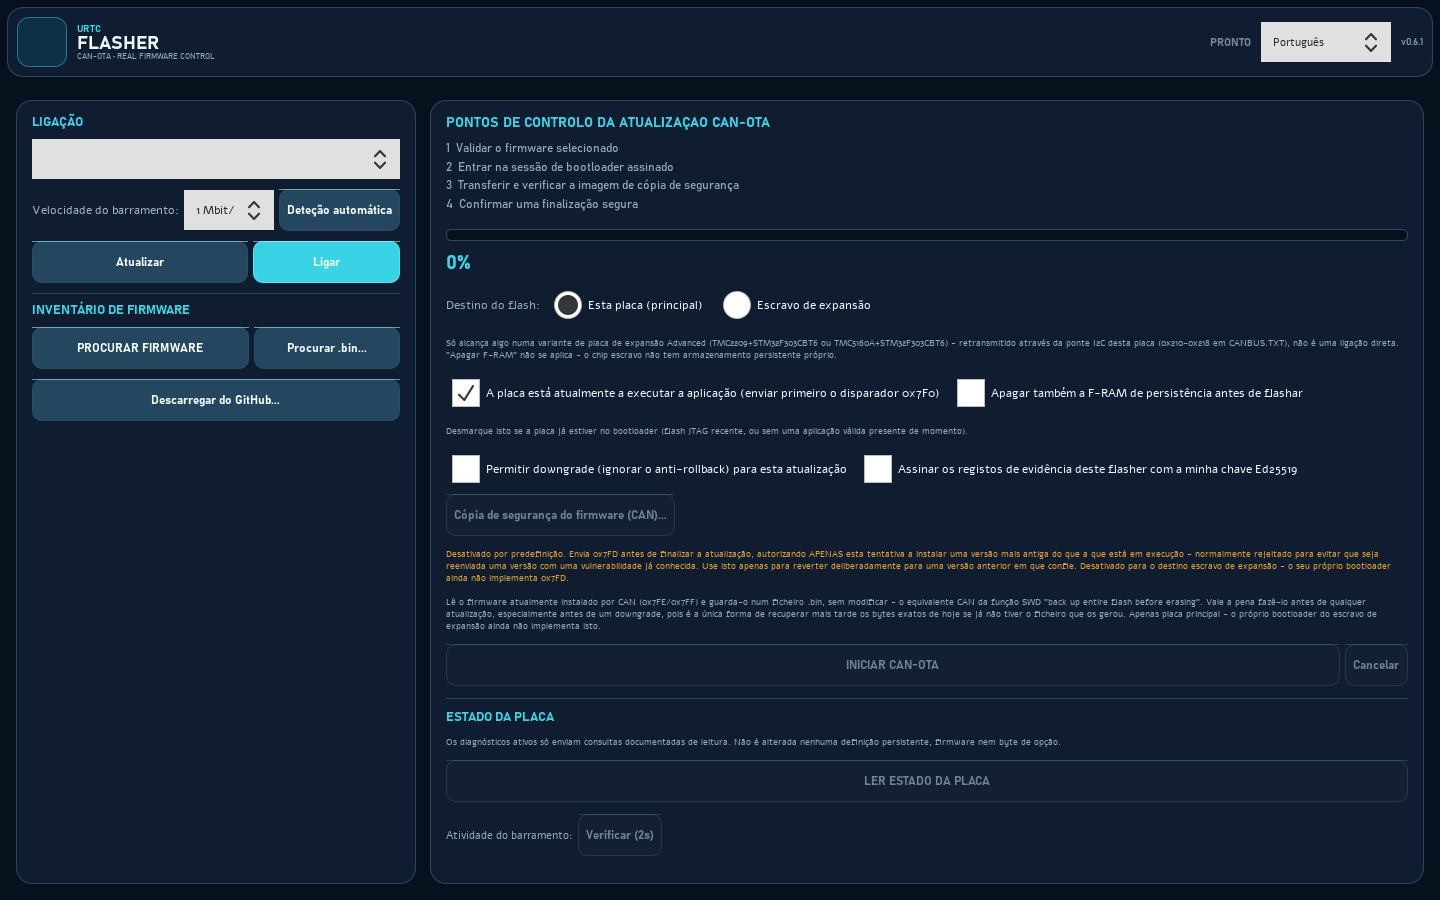 URTC
FLASHER
CAN-OTA · REAL FIRMWARE CONTROL
PRONTO
Português
v0.6.1
LIGAÇÃO
Velocidade do barramento:
1 Mbit/
Deteção automática
Atualizar
Ligar
INVENTÁRIO DE FIRMWARE
PROCURAR FIRMWARE
Procurar .bin...
Descarregar do GitHub...
PONTOS DE CONTROLO DA ATUALIZAÇAO CAN-OTA
1 Validar o firmware selecionado
2 Entrar na sessão de bootloader assinado
3 Transferir e verificar a imagem de cópia de segurança
4 Confirmar uma finalização segura
0%
Destino do flash:
Esta placa (principal)
Escravo de expansão
Só alcança algo numa variante de placa de expansão Advanced (TMC2209+STM32F303CBT6 ou TMC5160A+STM32F303CBT6) - retransmitido através da ponte I2C desta placa (0x210-0x218 em CANBUS.TXT), não é uma ligação direta.
"Apagar F-RAM" não se aplica - o chip escravo não tem armazenamento persistente próprio.
A placa está atualmente a executar a aplicação (enviar primeiro o disparador 0x7F0)
Apagar também a F-RAM de persistência antes de flashar
Desmarque isto se a placa já estiver no bootloader (flash JTAG recente, ou sem uma aplicação válida presente de momento).
Permitir downgrade (ignorar o anti-rollback) para esta atualização
Assinar os registos de evidência deste flasher com a minha chave Ed25519
Cópia de segurança do firmware (CAN)...
Desativado por predefinição. Envia 0x7FD antes de finalizar a atualização, autorizando APENAS esta tentativa a instalar uma versão mais antiga do que a que está em execução - normalmente rejeitado para evitar que seja
reenviada uma versão com uma vulnerabilidade já conhecida. Use isto apenas para reverter deliberadamente para uma versão anterior em que confie. Desativado para o destino escravo de expansão - o seu próprio bootloader
ainda não implementa 0x7FD.
Lê o firmware atualmente instalado por CAN (0x7FE/0x7FF) e guarda-o num ficheiro .bin, sem modificar - o equivalente CAN da função SWD "back up entire flash before erasing". Vale a pena fazê-lo antes de qualquer
atualização, especialmente antes de um downgrade, pois é a única forma de recuperar mais tarde os bytes exatos de hoje se já não tiver o ficheiro que os gerou. Apenas placa principal - o próprio bootloader do escravo de
expansão ainda não implementa isto.
INICIAR CAN-OTA
Cancelar
ESTADO DA PLACA
Os diagnósticos ativos só enviam consultas documentadas de leitura. Não é alterada nenhuma definição persistente, firmware nem byte de opção.
LER ESTADO DA PLACA
Atividade do barramento:
Verificar (2s)